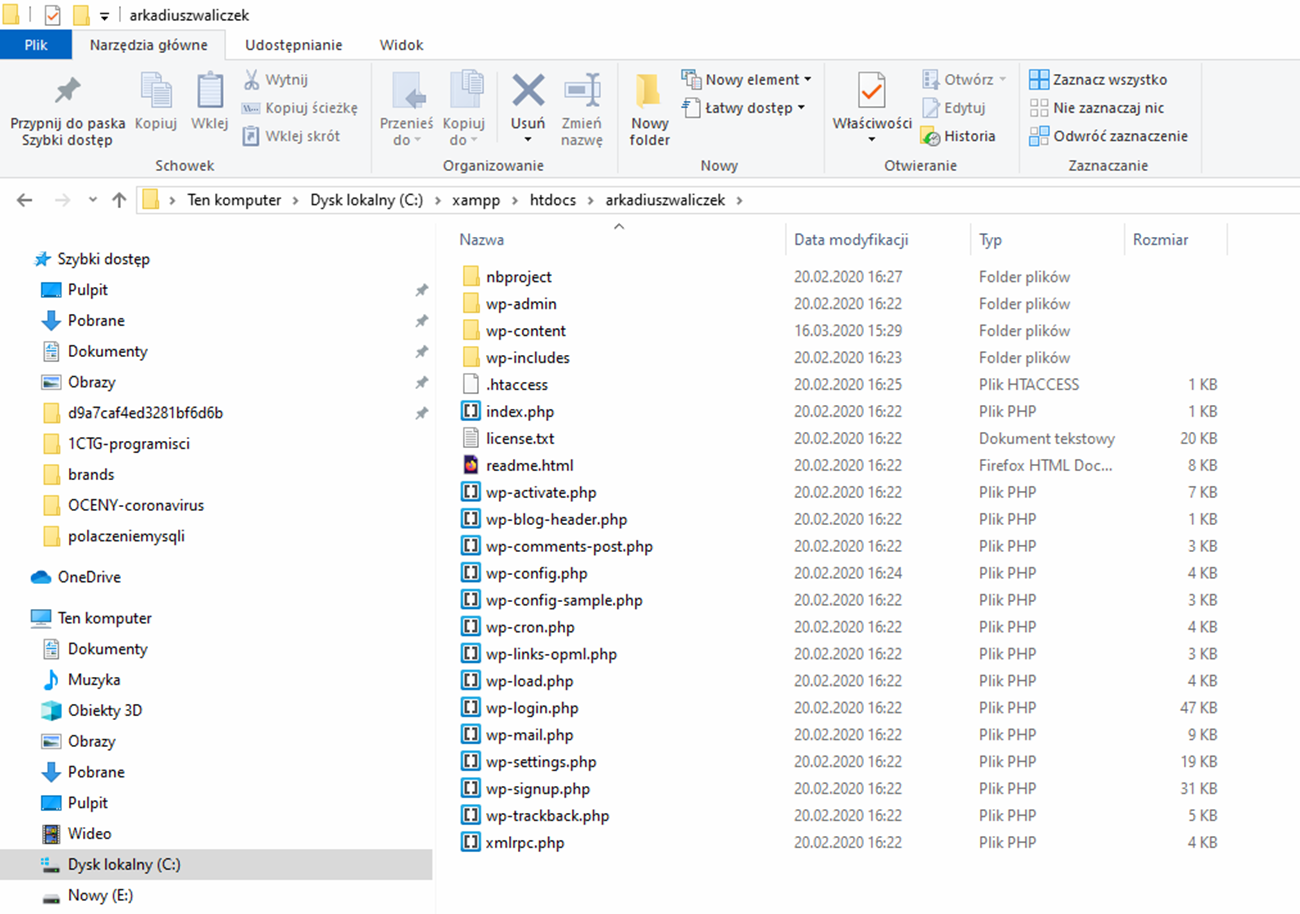 arkadiuszwaliczek
Plik Narzędzia główne Udostępnianie Widok
Przypnij do paska Szybki dostęp
Kopiuj
Wklej
Wytnij
Kopiuj ścieżkę
Wklej skrót
Schowek
Przenieś do
Kopiuj do
Usuń
Zmień nazwę
Organizowanie
Nowy folder
Nowy element
Łatwy dostęp
Nowy
Właściwości
Otwórz
Edytuj
Historia
Otwieranie
Zaznacz wszystko
Nie zaznaczaj nic
Odwróć zaznaczenie
Zaznaczanie
Ten komputer > Dysk lokalny (C:) > xampp > htdocs > arkadiuszwaliczek >
Szybki dostęp
Pulpit
Pobrane
Dokumenty
Obrazy
d9a7caf4ed3281bf6d6b
1CTG-programisci
brands
OCENY-coronavirus
polaczeniemysqli
OneDrive
Ten komputer
Dokumenty
Muzyka
Obiekty 3D
Obrazy
Pobrane
Pulpit
Wideo
Dysk lokalny (C:)
Nowy (E:)
Nazwa Data modyfikacji Typ Rozmiar
nbproject 20.02.2020 16:27 Folder plików
wp-admin 20.02.2020 16:22 Folder plików
wp-content 16.03.2020 15:29 Folder plików
wp-includes 20.02.2020 16:23 Folder plików
.htaccess 20.02.2020 16:25 Plik HTACCESS 1 KB
index.php 20.02.2020 16:22 Plik PHP 1 KB
license.txt 20.02.2020 16:22 Dokument tekstowy 20 KB
readme.html 20.02.2020 16:22 Firefox HTML Doc... 8 KB
wp-activate.php 20.02.2020 16:22 Plik PHP 7 KB
wp-blog-header.php 20.02.2020 16:22 Plik PHP 1 KB
wp-comments-post.php 20.02.2020 16:22 Plik PHP 3 KB
wp-config.php 20.02.2020 16:24 Plik PHP 4 KB
wp-config-sample.php 20.02.2020 16:22 Plik PHP 3 KB
wp-cron.php 20.02.2020 16:22 Plik PHP 4 KB
wp-links-opml.php 20.02.2020 16:22 Plik PHP 3 KB
wp-load.php 20.02.2020 16:22 Plik PHP 4 KB
wp-login.php 20.02.2020 16:22 Plik PHP 47 KB
wp-mail.php 20.02.2020 16:22 Plik PHP 9 KB
wp-settings.php 20.02.2020 16:22 Plik PHP 19 KB
wp-signup.php 20.02.2020 16:22 Plik PHP 31 KB
wp-trackback.php 20.02.2020 16:22 Plik PHP 5 KB
xmlrpc.php 20.02.2020 16:22 Plik PHP 4 KB